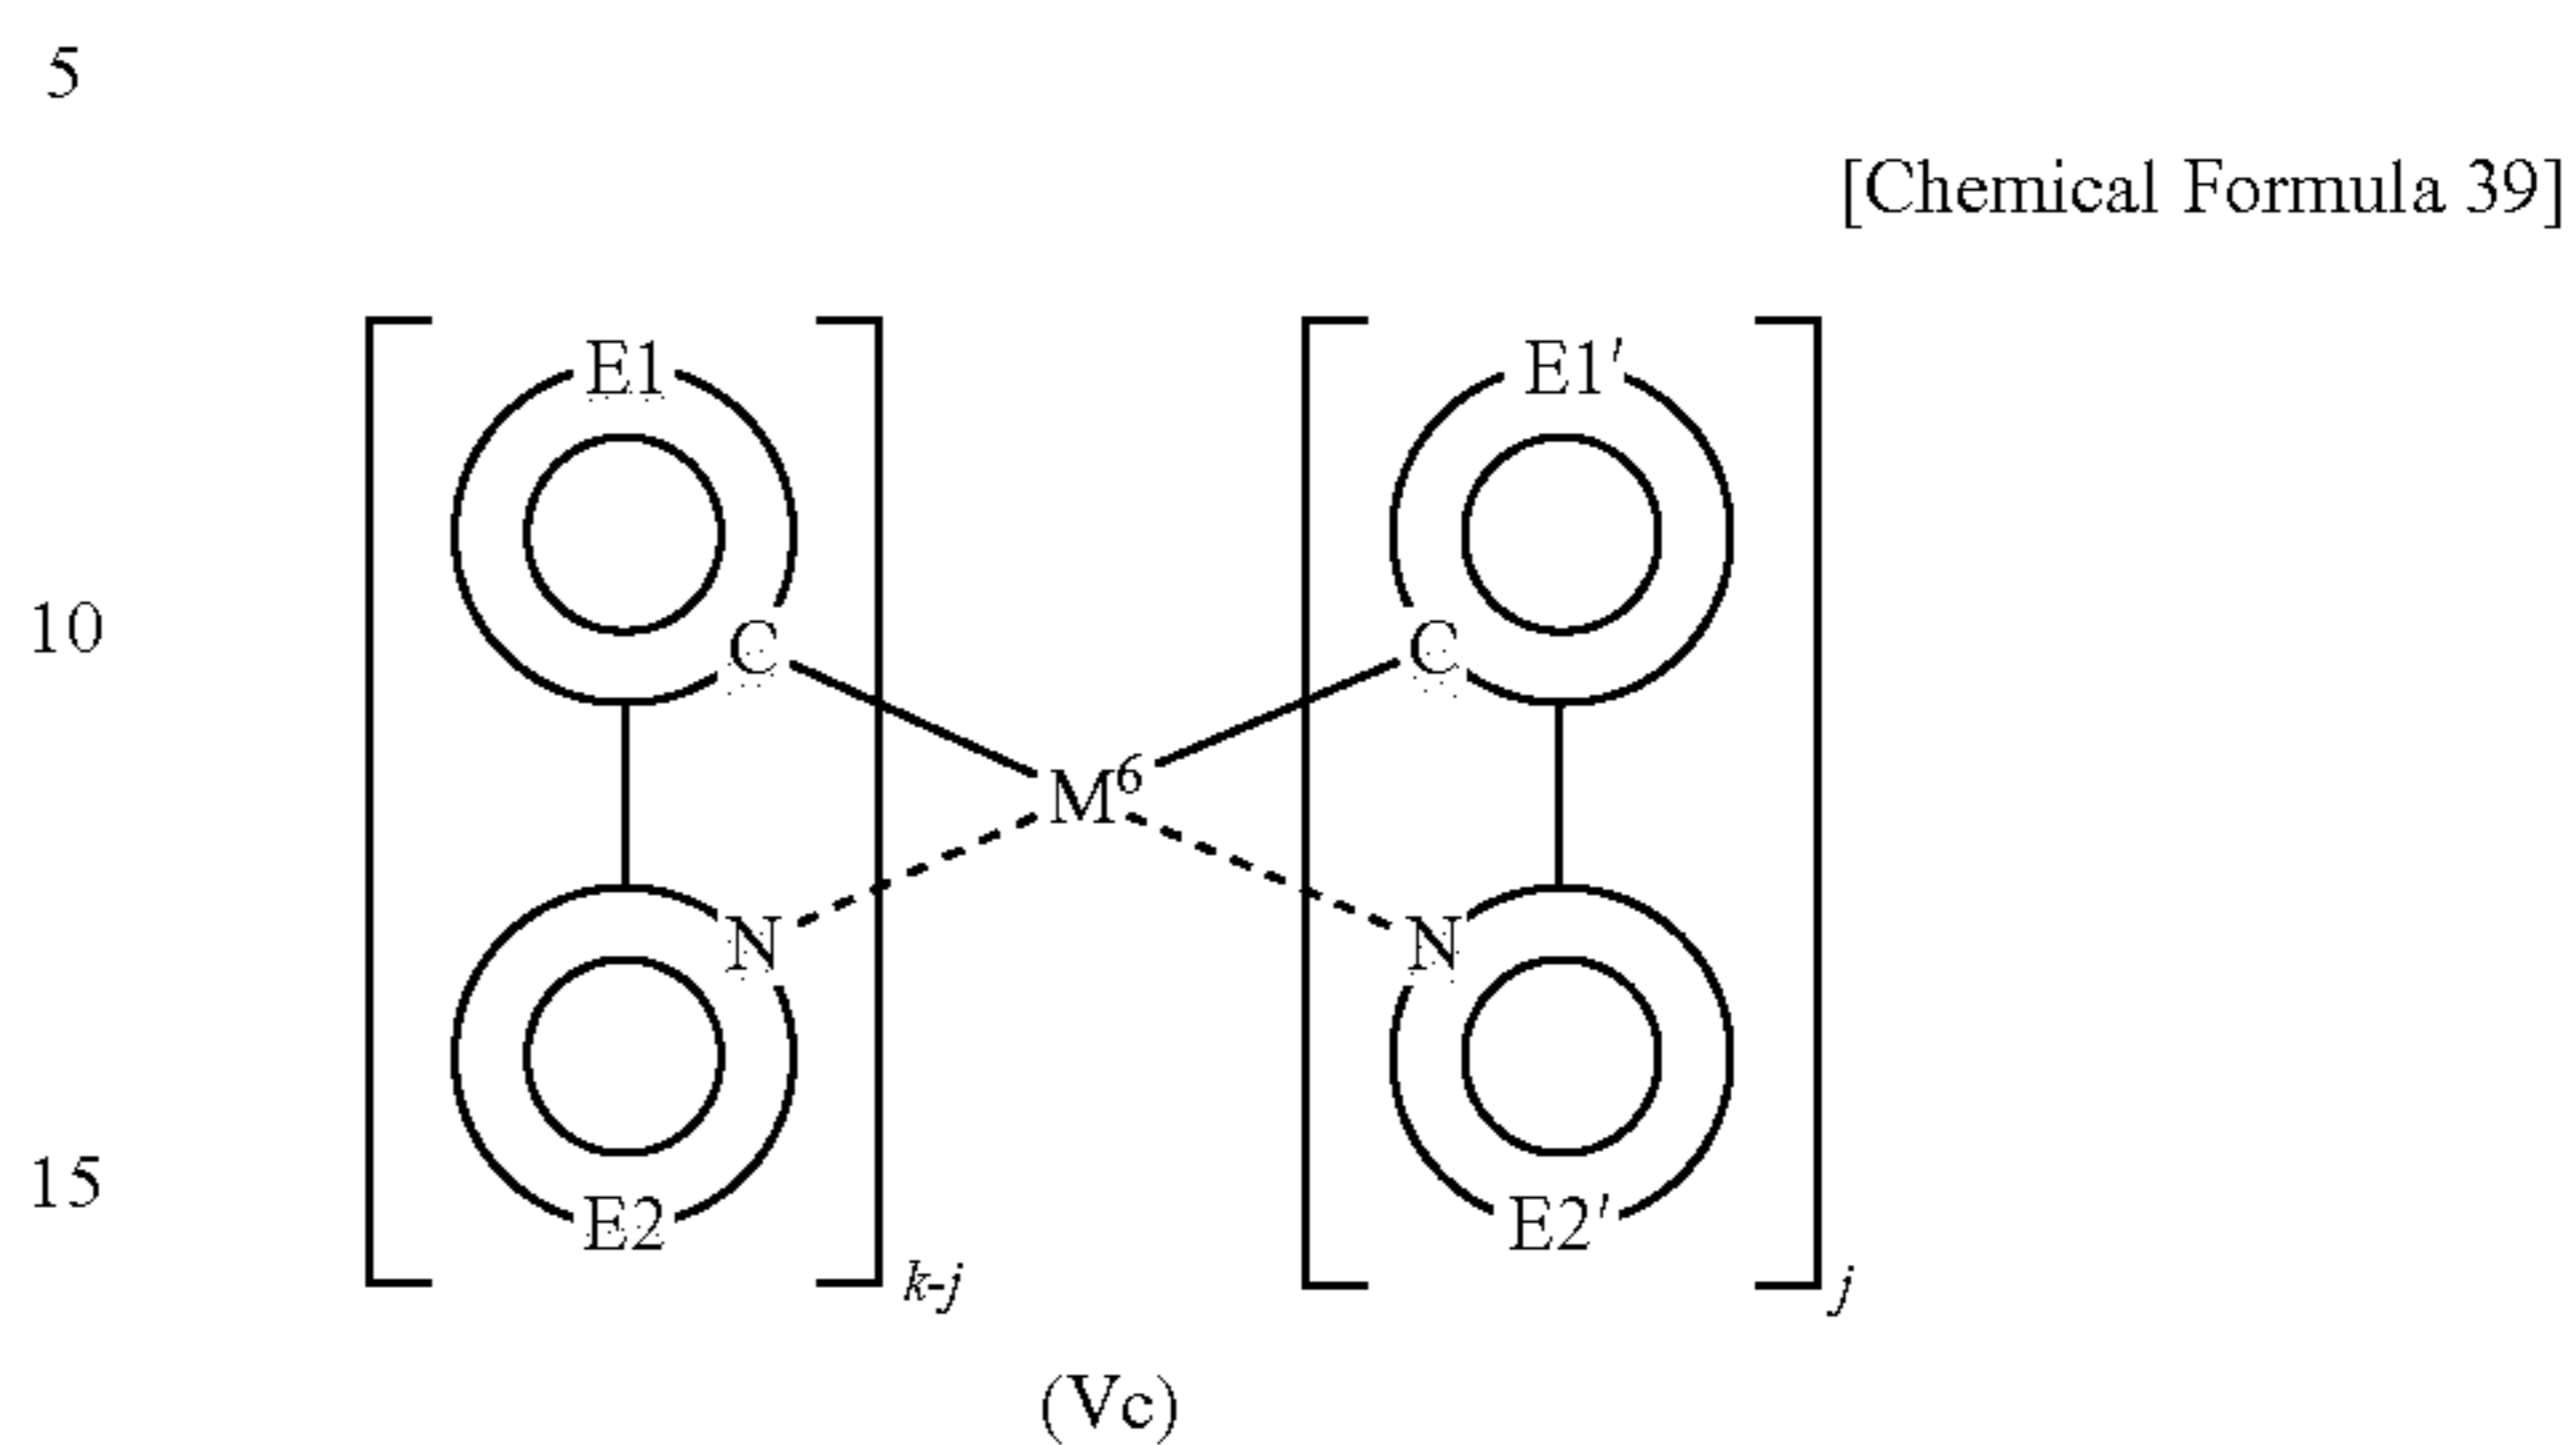 5
[Chemical Formula 39]
E1 E1′
10
C C
M⁶
N N
15
E2 E2′
k-j j
(Vc)